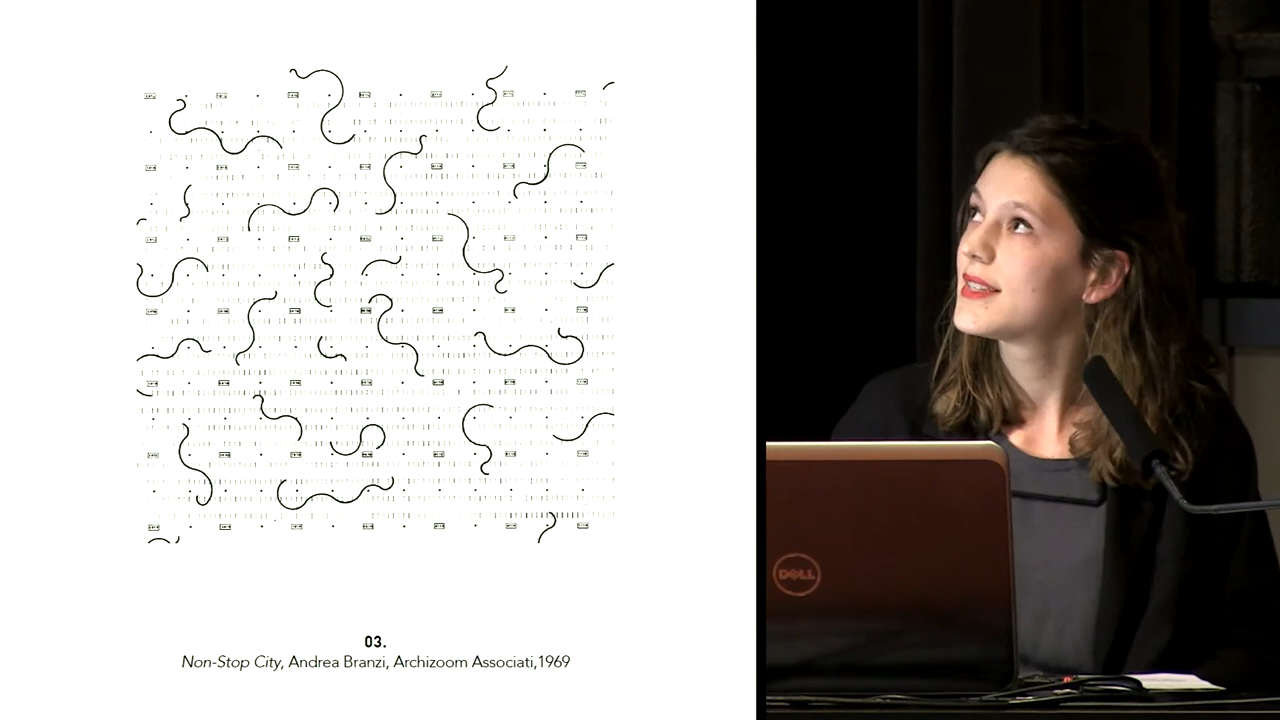 03.
Non-Stop City, Andrea Branzi, Archizoom Associati,1969
DELL